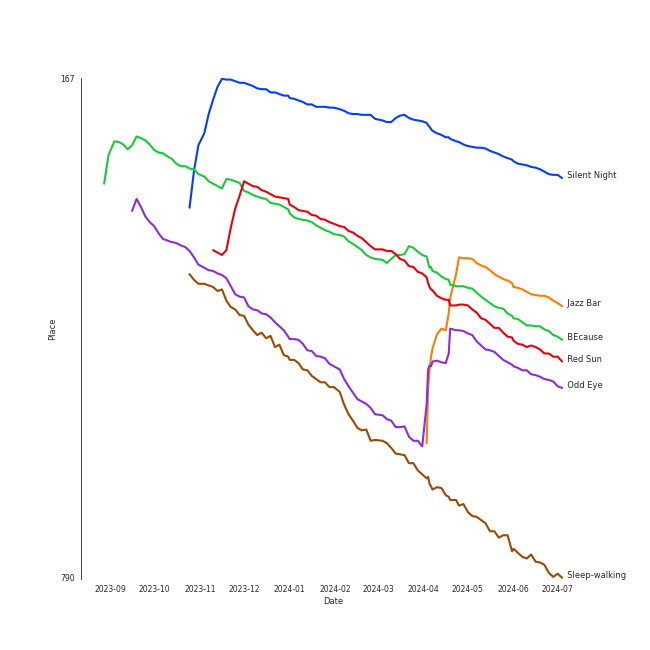 167
Place
Silent Night
Jazz Bar
BEcause
Red Sun
Odd Eye
Sleep-walking
790
2023-09 2023-10 2023-11 2023-12 2024-01 2024-02 2024-03 2024-04 2024-05 2024-06 2024-07
Date